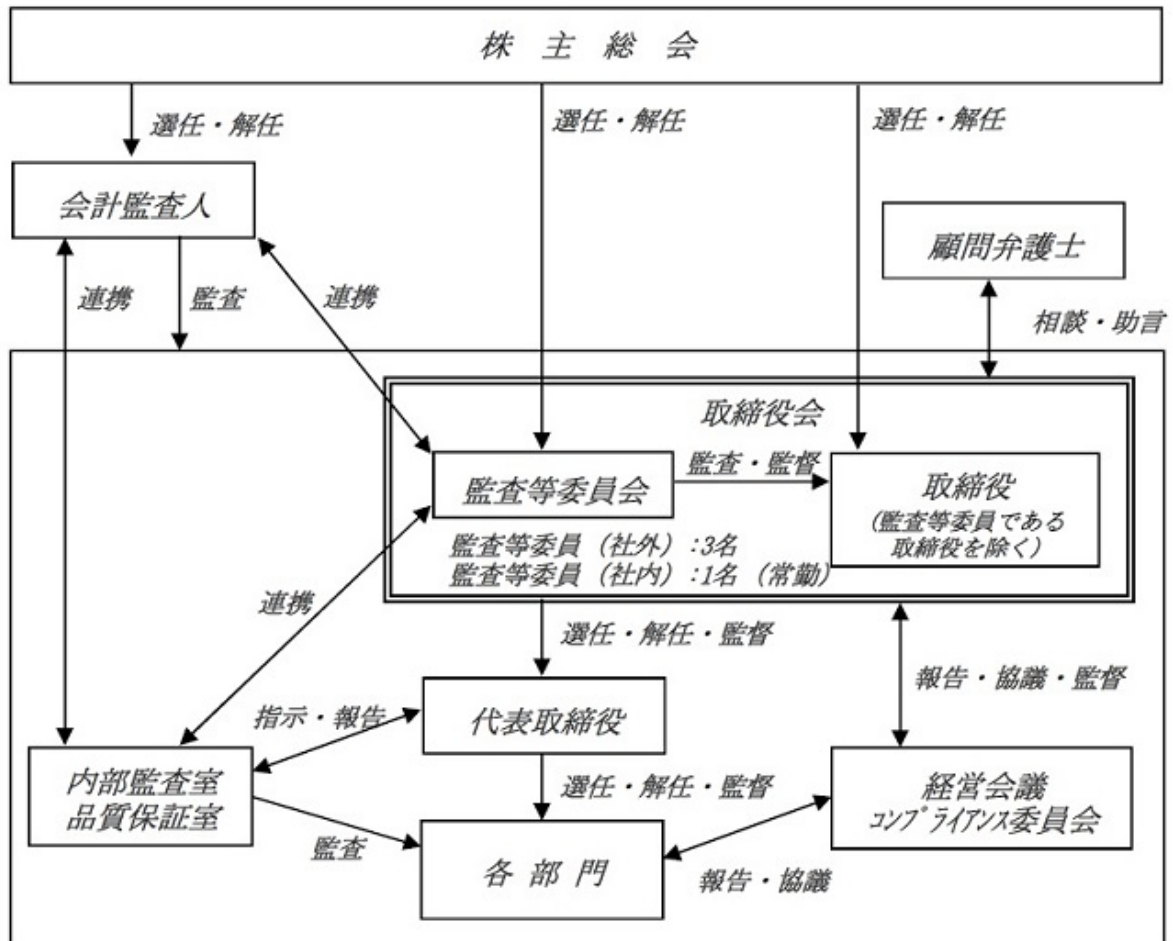 株 主 総 会
選任・解任
選任・解任
選任・解任
会計監査人
顧問弁護士
連携
監査
連携
相談・助言
取締役会
監査等委員会
監査・監督
取締役
(監査等委員である
取締役を除く)
監査等委員（社外）:3名
監査等委員（社内）:1名（常勤）
連携
選任・解任・監督
報告・協議・監督
指示・報告
代表取締役
内部監査室
品質保証室
選任・解任・監督
経営会議
ｺﾝﾌﾟﾗｲｱﾝｽ委員会
監査
各 部 門
報告・協議